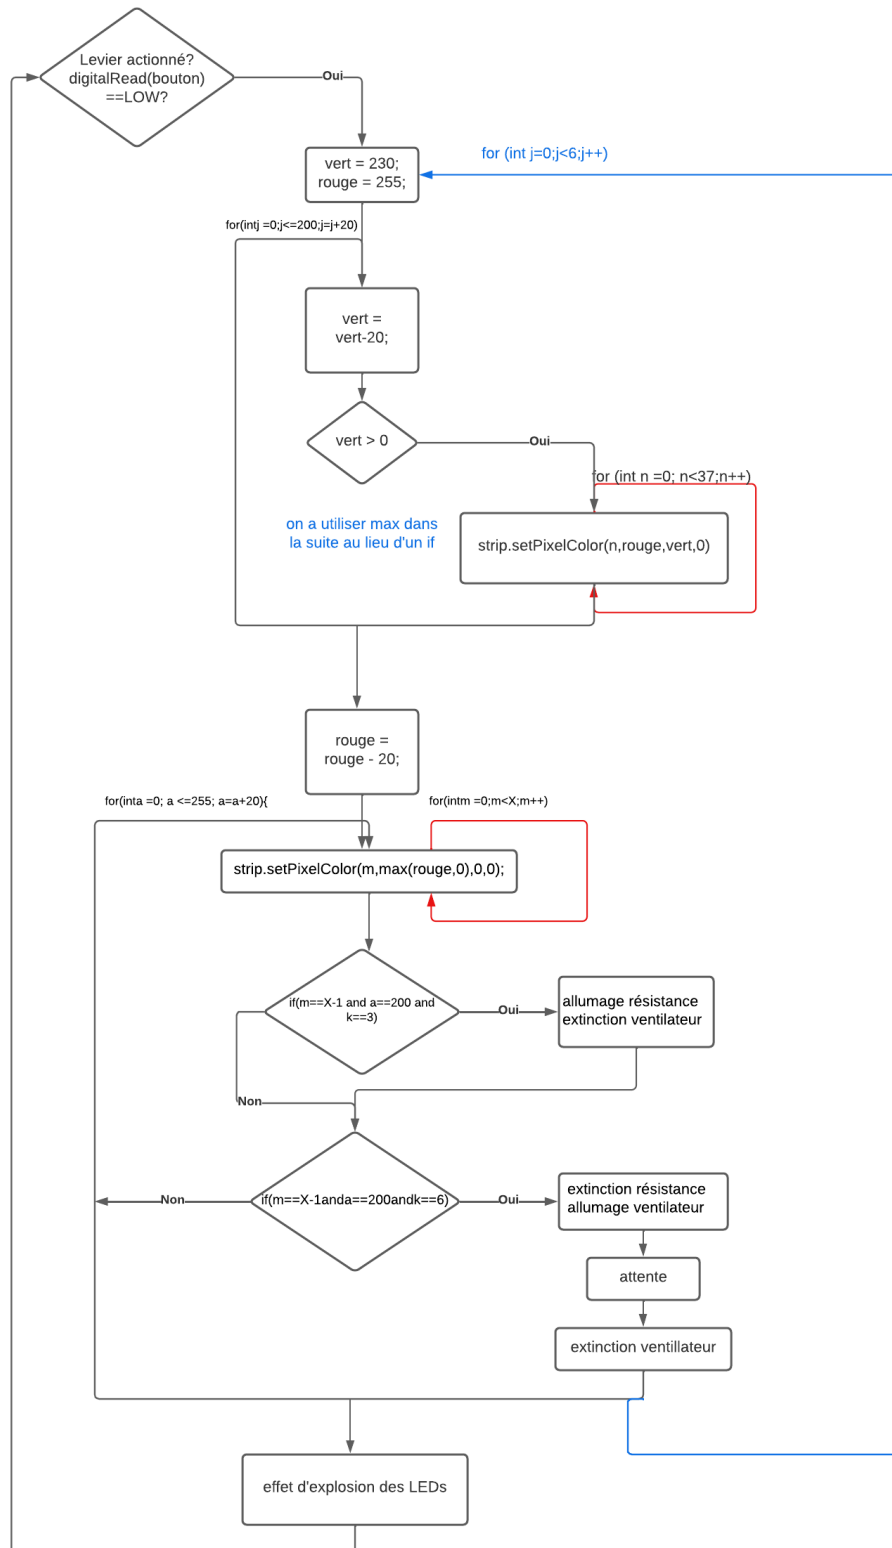 Levier actionné?
digitalRead(bouton)
==LOW?
Oui
for (int j=0;j<6;j++)
vert = 230;
rouge = 255;
for(intj =0;j<=200;j=j+20)
vert =
vert-20;
vert > 0
Oui
for (int n =0; n<37;n++)
on a utiliser max dans
la suite au lieu d'un if
strip.setPixelColor(n,rouge,vert,0)
rouge =
rouge - 20;
for(inta =0; a <=255; a=a+20){
for(intm =0;m<X;m++)
strip.setPixelColor(m,max(rouge,0),0,0);
if(m==X-1 and a==200 and
k==3)
Oui
allumage résistance
extinction ventilateur
Non
Non
if(m==X-1anda==200andk==6)
Oui
extinction résistance
allumage ventilateur
attente
extinction ventillateur
effet d'explosion des LEDs